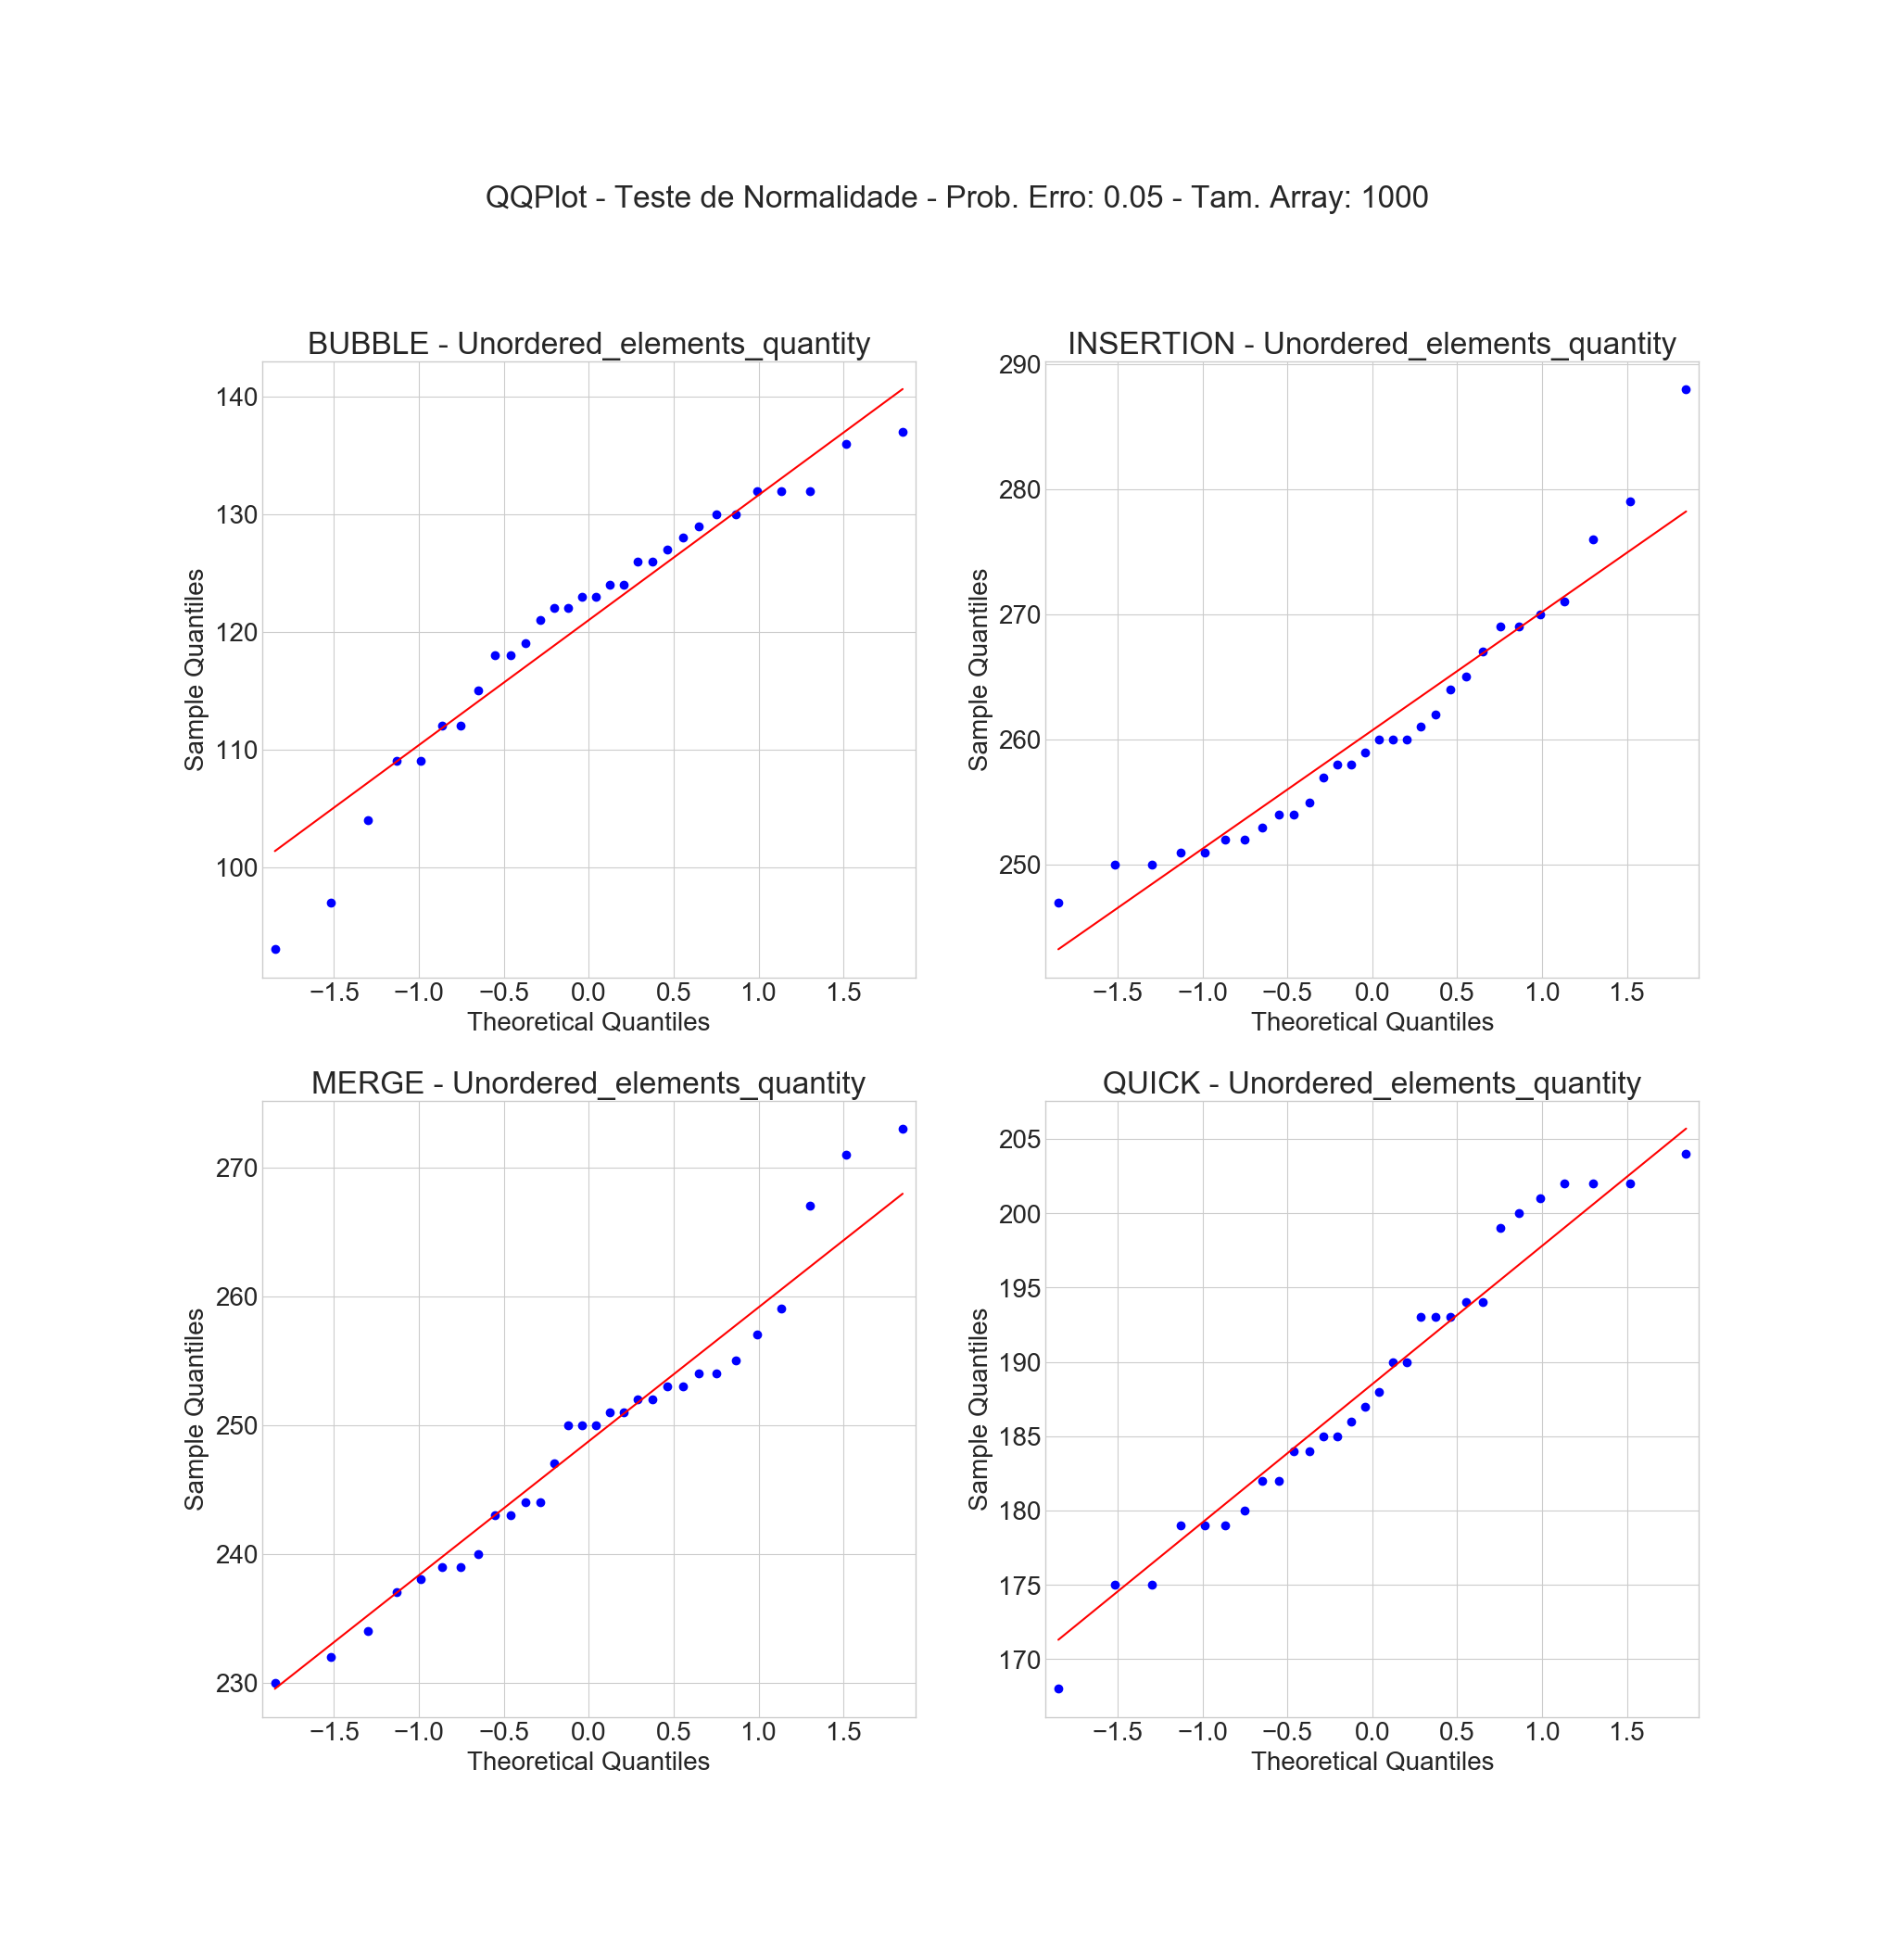 QQPlot - Teste de Normalidade - Prob. Erro: 0.05 - Tam. Array: 1000
BUBBLE - Unordered_elements_quantity
140
130
120
110
100
Sample Quantiles
−1.5 −1.0 −0.5 0.0 0.5 1.0 1.5
Theoretical Quantiles
INSERTION - Unordered_elements_quantity
290
280
270
260
250
Sample Quantiles
−1.5 −1.0 −0.5 0.0 0.5 1.0 1.5
Theoretical Quantiles
MERGE - Unordered_elements_quantity
270
260
250
240
230
Sample Quantiles
−1.5 −1.0 −0.5 0.0 0.5 1.0 1.5
Theoretical Quantiles
QUICK - Unordered_elements_quantity
205
200
195
190
185
180
175
170
Sample Quantiles
−1.5 −1.0 −0.5 0.0 0.5 1.0 1.5
Theoretical Quantiles